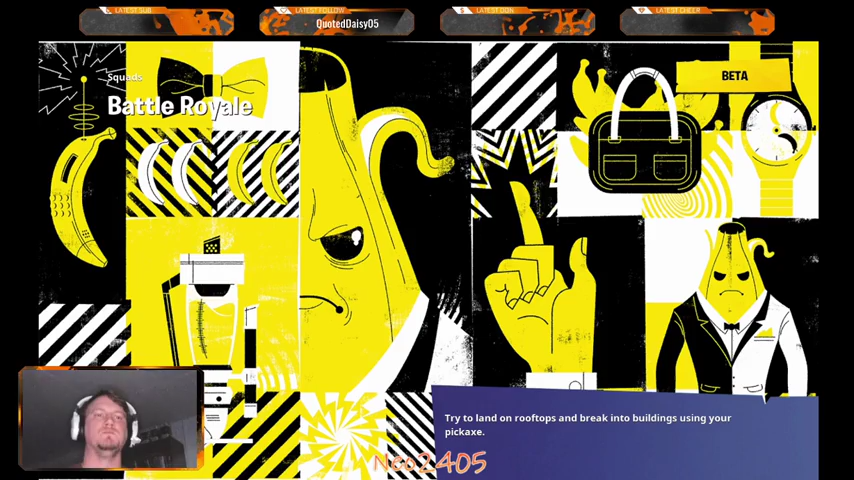 LATEST SUB
LATEST FOLLOW
QuotedDaisy05
LATEST DON
LATEST CHEER
Squads
Battle Royale
BETA
Try to land on rooftops and break into buildings using your
pickaxe.
Neo2405